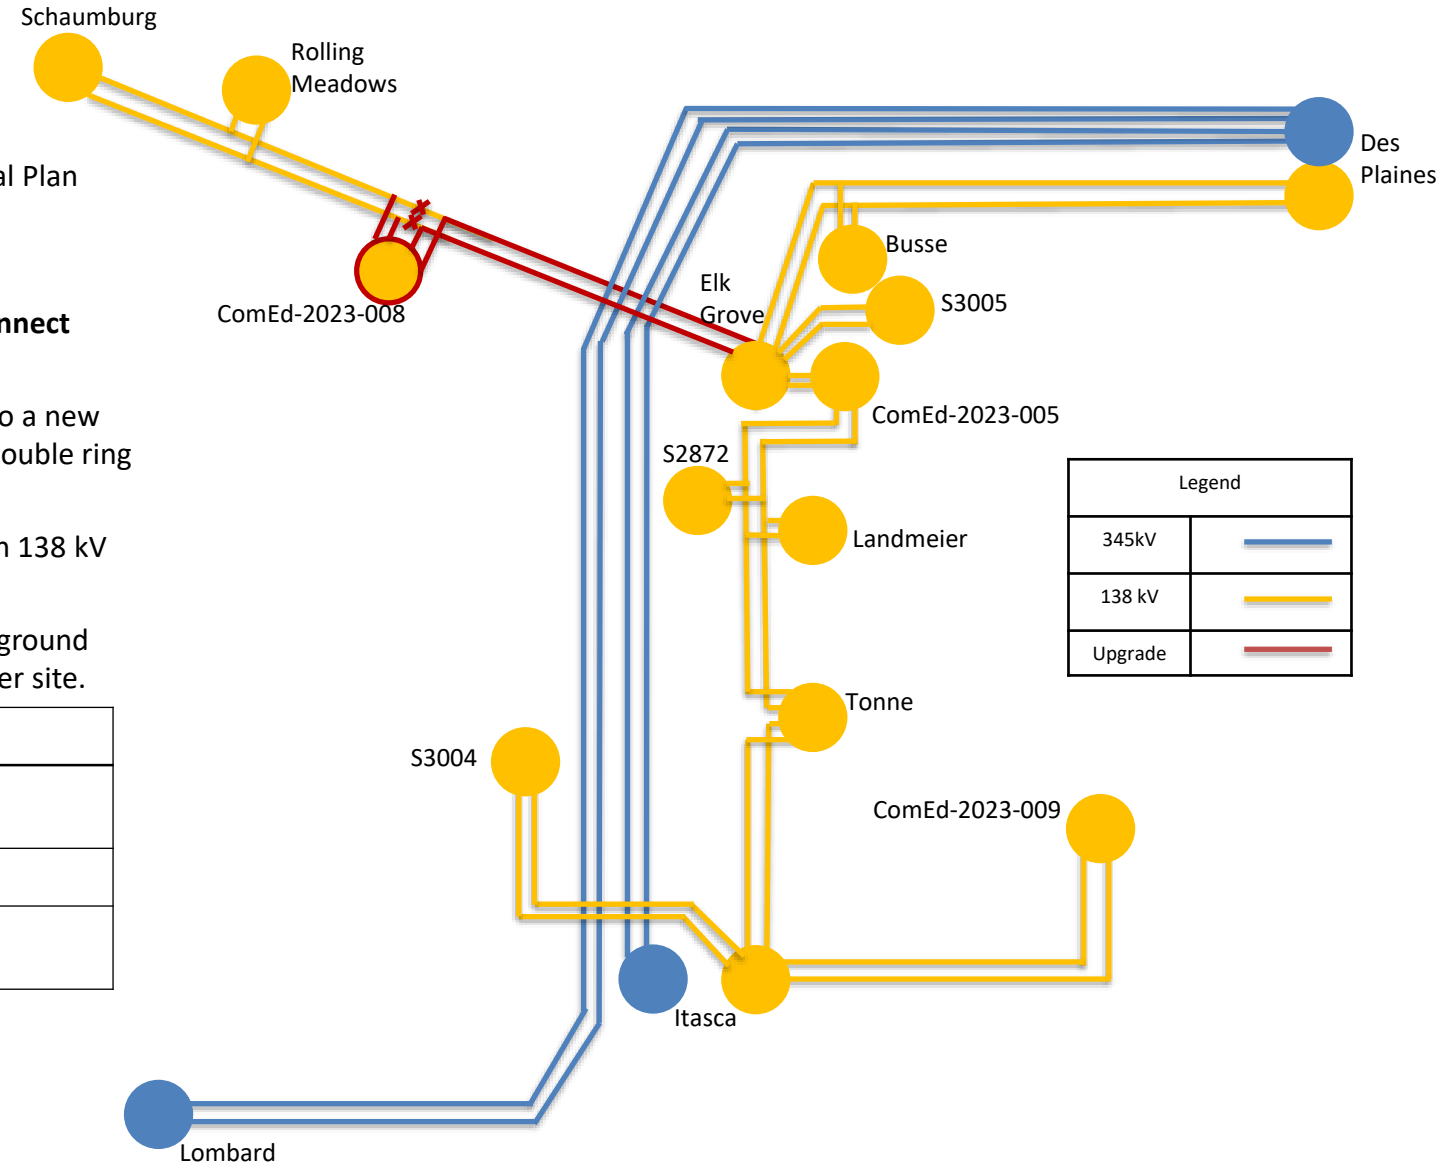 Schaumburg
Rolling
Meadows
Des
Plaines
al Plan
Busse
Elk
Grove
S3005
ComEd-2023-008
nnect
ComEd-2023-005
o a new
ouble ring
S2872
Legend
345kV
138 kV
Upgrade
Landmeier
n 138 kV
ground
er site.
Tonne
S3004
ComEd-2023-009
Itasca
Lombard